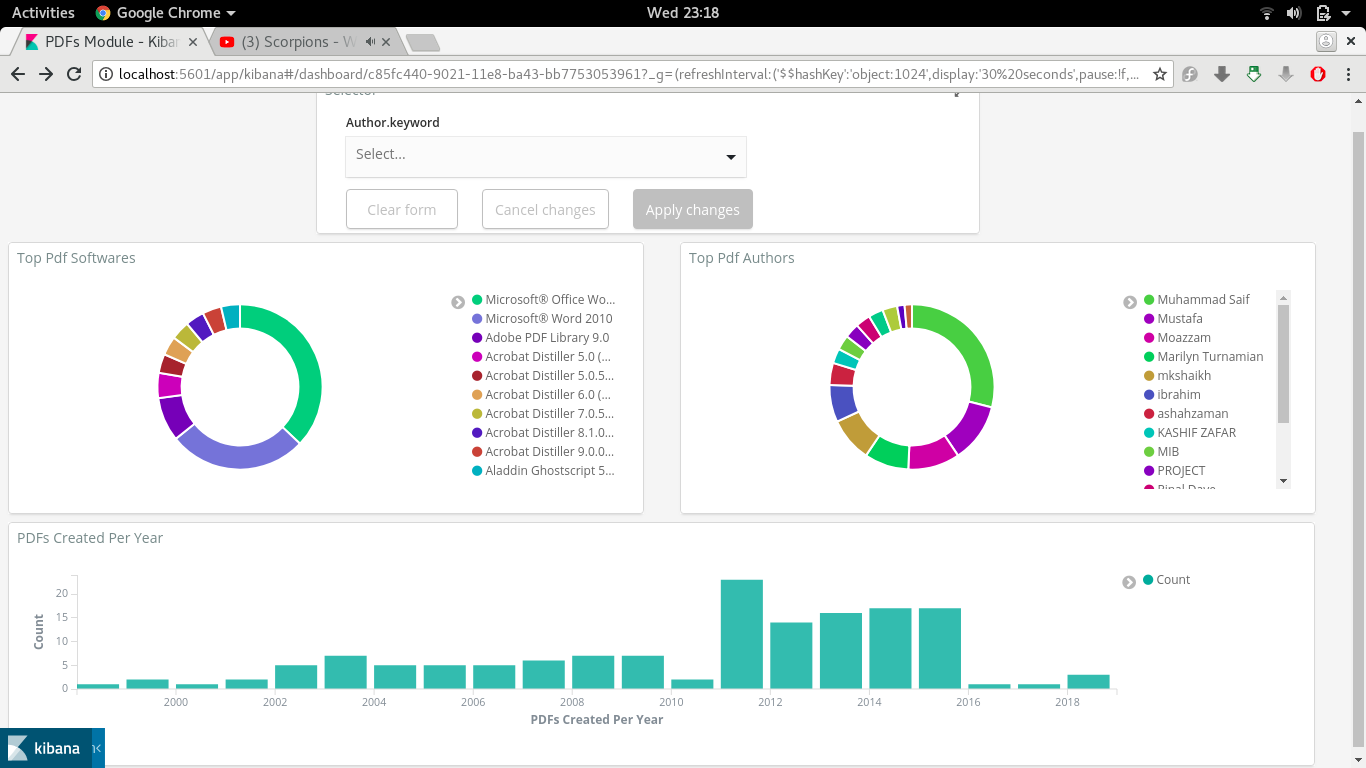 Activities Google Chrome Wed 23:18
PDFs Module - Kiba
(3) Scorpions - W
localhost:5601/app/kibana#/dashboard/c85fc440-9021-11e8-ba43-b7753053961?_g=(refreshInterval:('$$hashKey':'object:1024',display:'30%20seconds',pause:!f,...
Selector
Author.keyword
Select...
Clear form Cancel changes Apply changes
Top Pdf Softwares
Microsoft® Office Wo...
Microsoft® Word 2010
Adobe PDF Library 9.0
Acrobat Distiller 5.0 (...
Acrobat Distiller 5.0.5...
Acrobat Distiller 6.0 (...
Acrobat Distiller 7.0.5...
Acrobat Distiller 8.1.0...
Acrobat Distiller 9.0.0...
Aladdin Ghostscript 5...
Top Pdf Authors
Muhammad Saif
Mustafa
Moazzam
Marilyn Turnamian
mkshaikh
ibrahim
ashahzaman
KASHIF ZAFAR
MIB
PROJECT
Pinal Dave
PDFs Created Per Year
Count
20
15
10
5
0
Count
2000 2002 2004 2006 2008 2010 2012 2014 2016 2018
PDFs Created Per Year
kibana